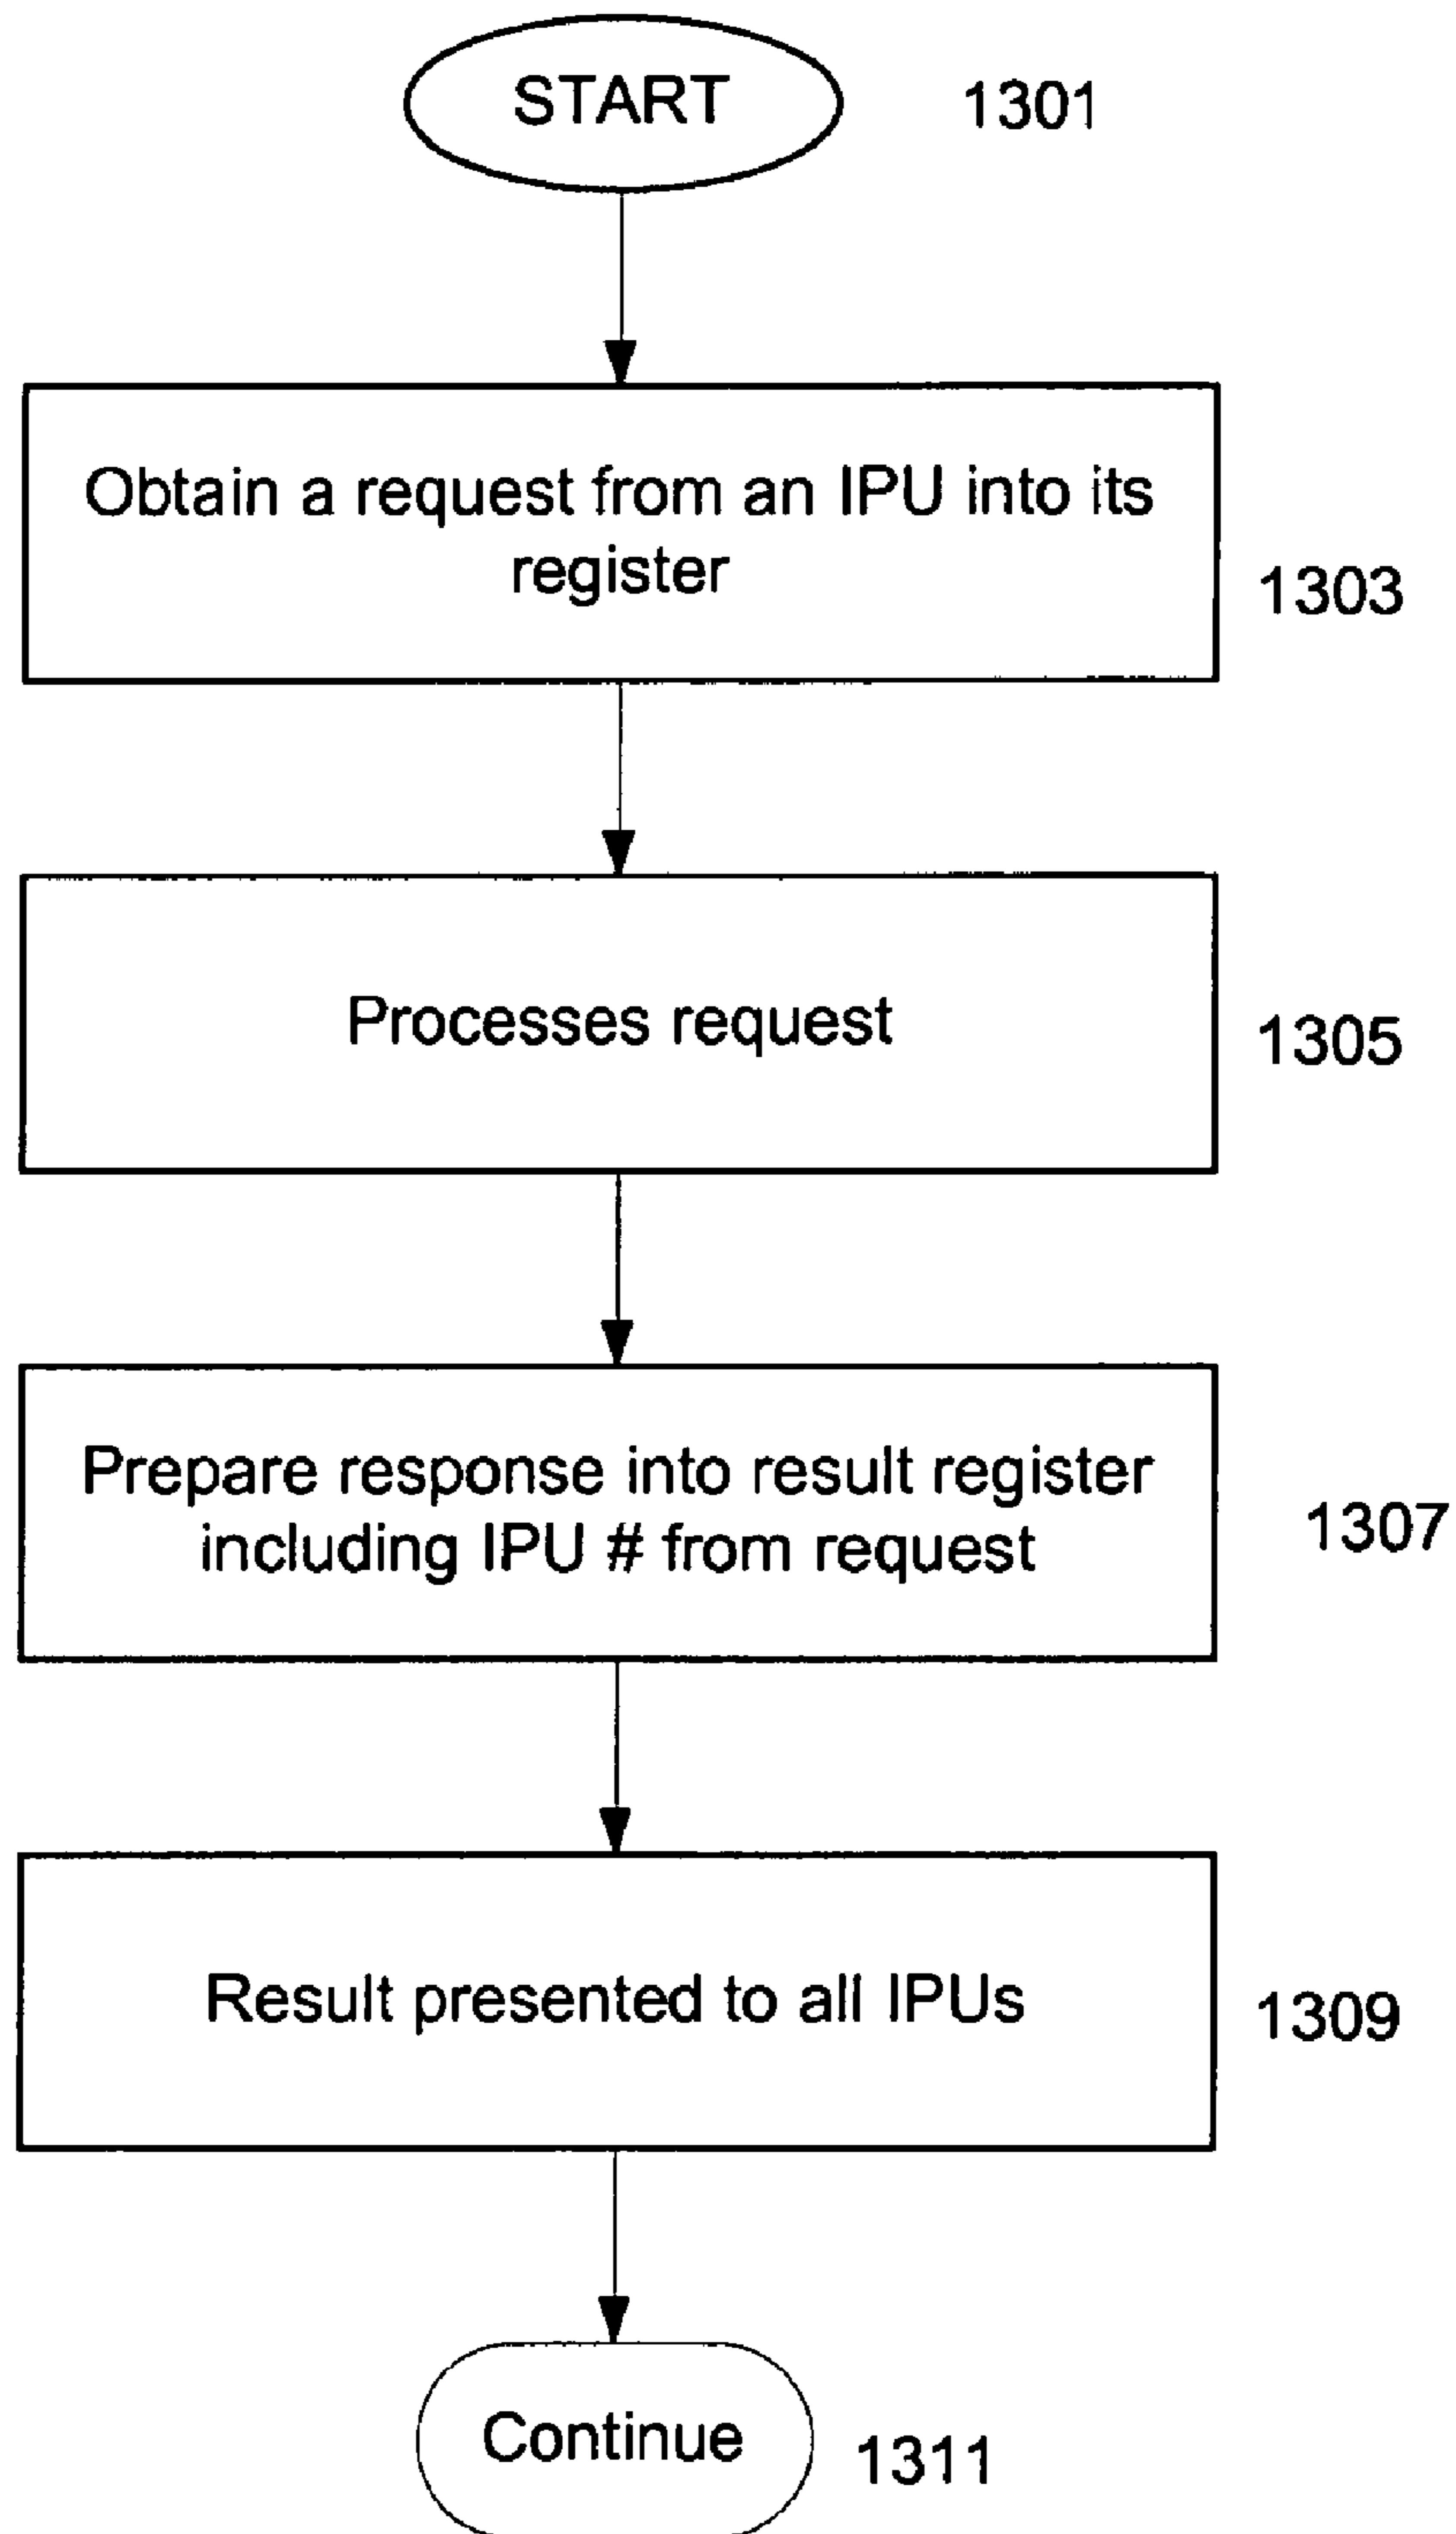 START
1301
Obtain a request from an IPU into its
register
1303
Processes request
1305
Prepare response into result register
including IPU # from request
1307
Result presented to all IPUs
1309
Continue
1311